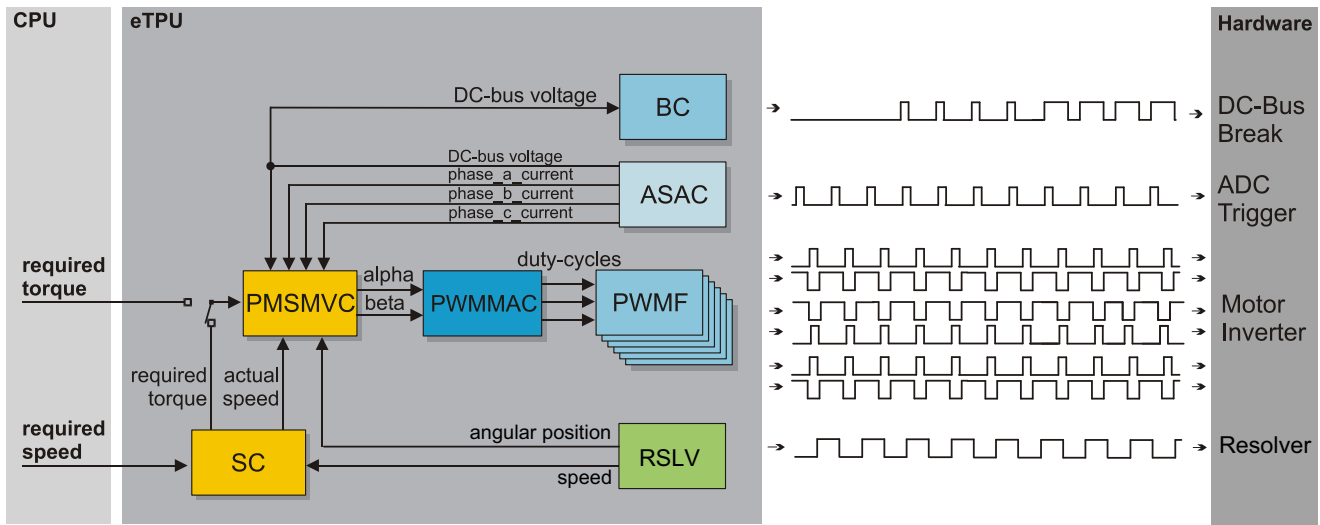 CPU
eTPU
Hardware
DC-bus voltage
BC
DC-Bus
Break
DC-bus voltage
phase_a_current
phase_b_current
phase_c_current
ASAC
ADC
Trigger
required
torque
PMSMVC
alpha
beta
PWMMAC
duty-cycles
PWMF
Motor
Inverter
required
torque
actual
speed
required
speed
SC
angular position
speed
RSLV
Resolver